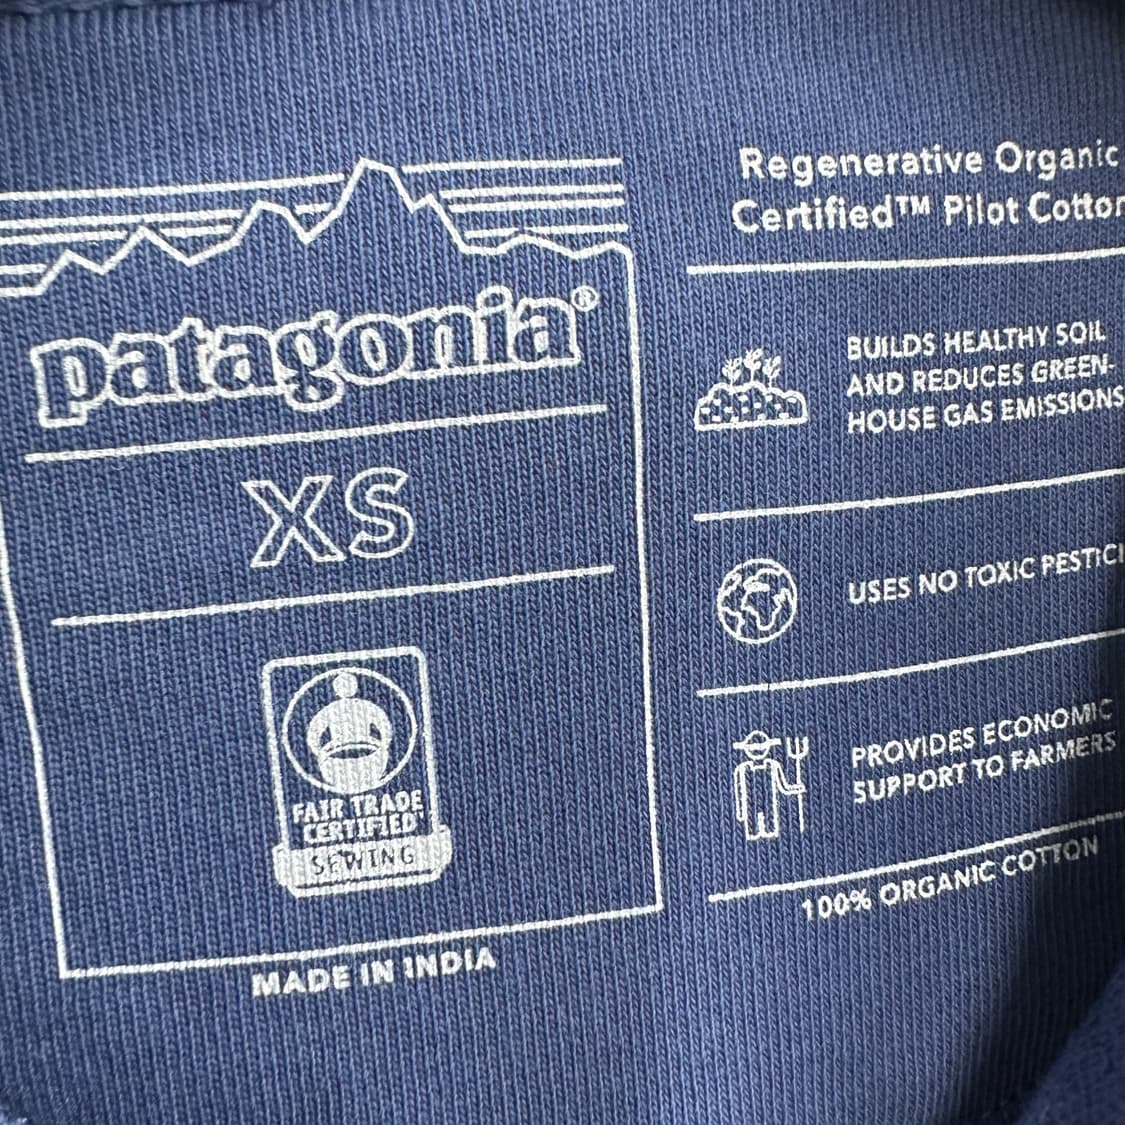 patagonia®
XS
FAIR TRADE
CERTIFIED™
SEWING
MADE IN INDIA
Regenerative Organic
Certified™ Pilot Cotton
BUILDS HEALTHY SOIL
AND REDUCES GREEN-
HOUSE GAS EMISSIONS
USES NO TOXIC PESTICI
PROVIDES ECONOMIC
SUPPORT TO FARMERS
100% ORGANIC COTTON